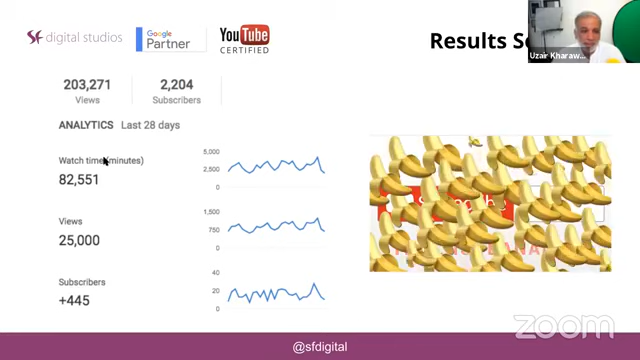 SF digital studios
Google Partner
YouTube
CERTIFIED
Results
Uzair Kharaw...
203,271
Views
2,204
Subscribers
ANALYTICS Last 28 days
Watch time (minutes)
82,551
5,000
2,500
0
Views
25,000
1,500
750
0
Subscribers
+445
40
20
0
zoom
@sfdigital